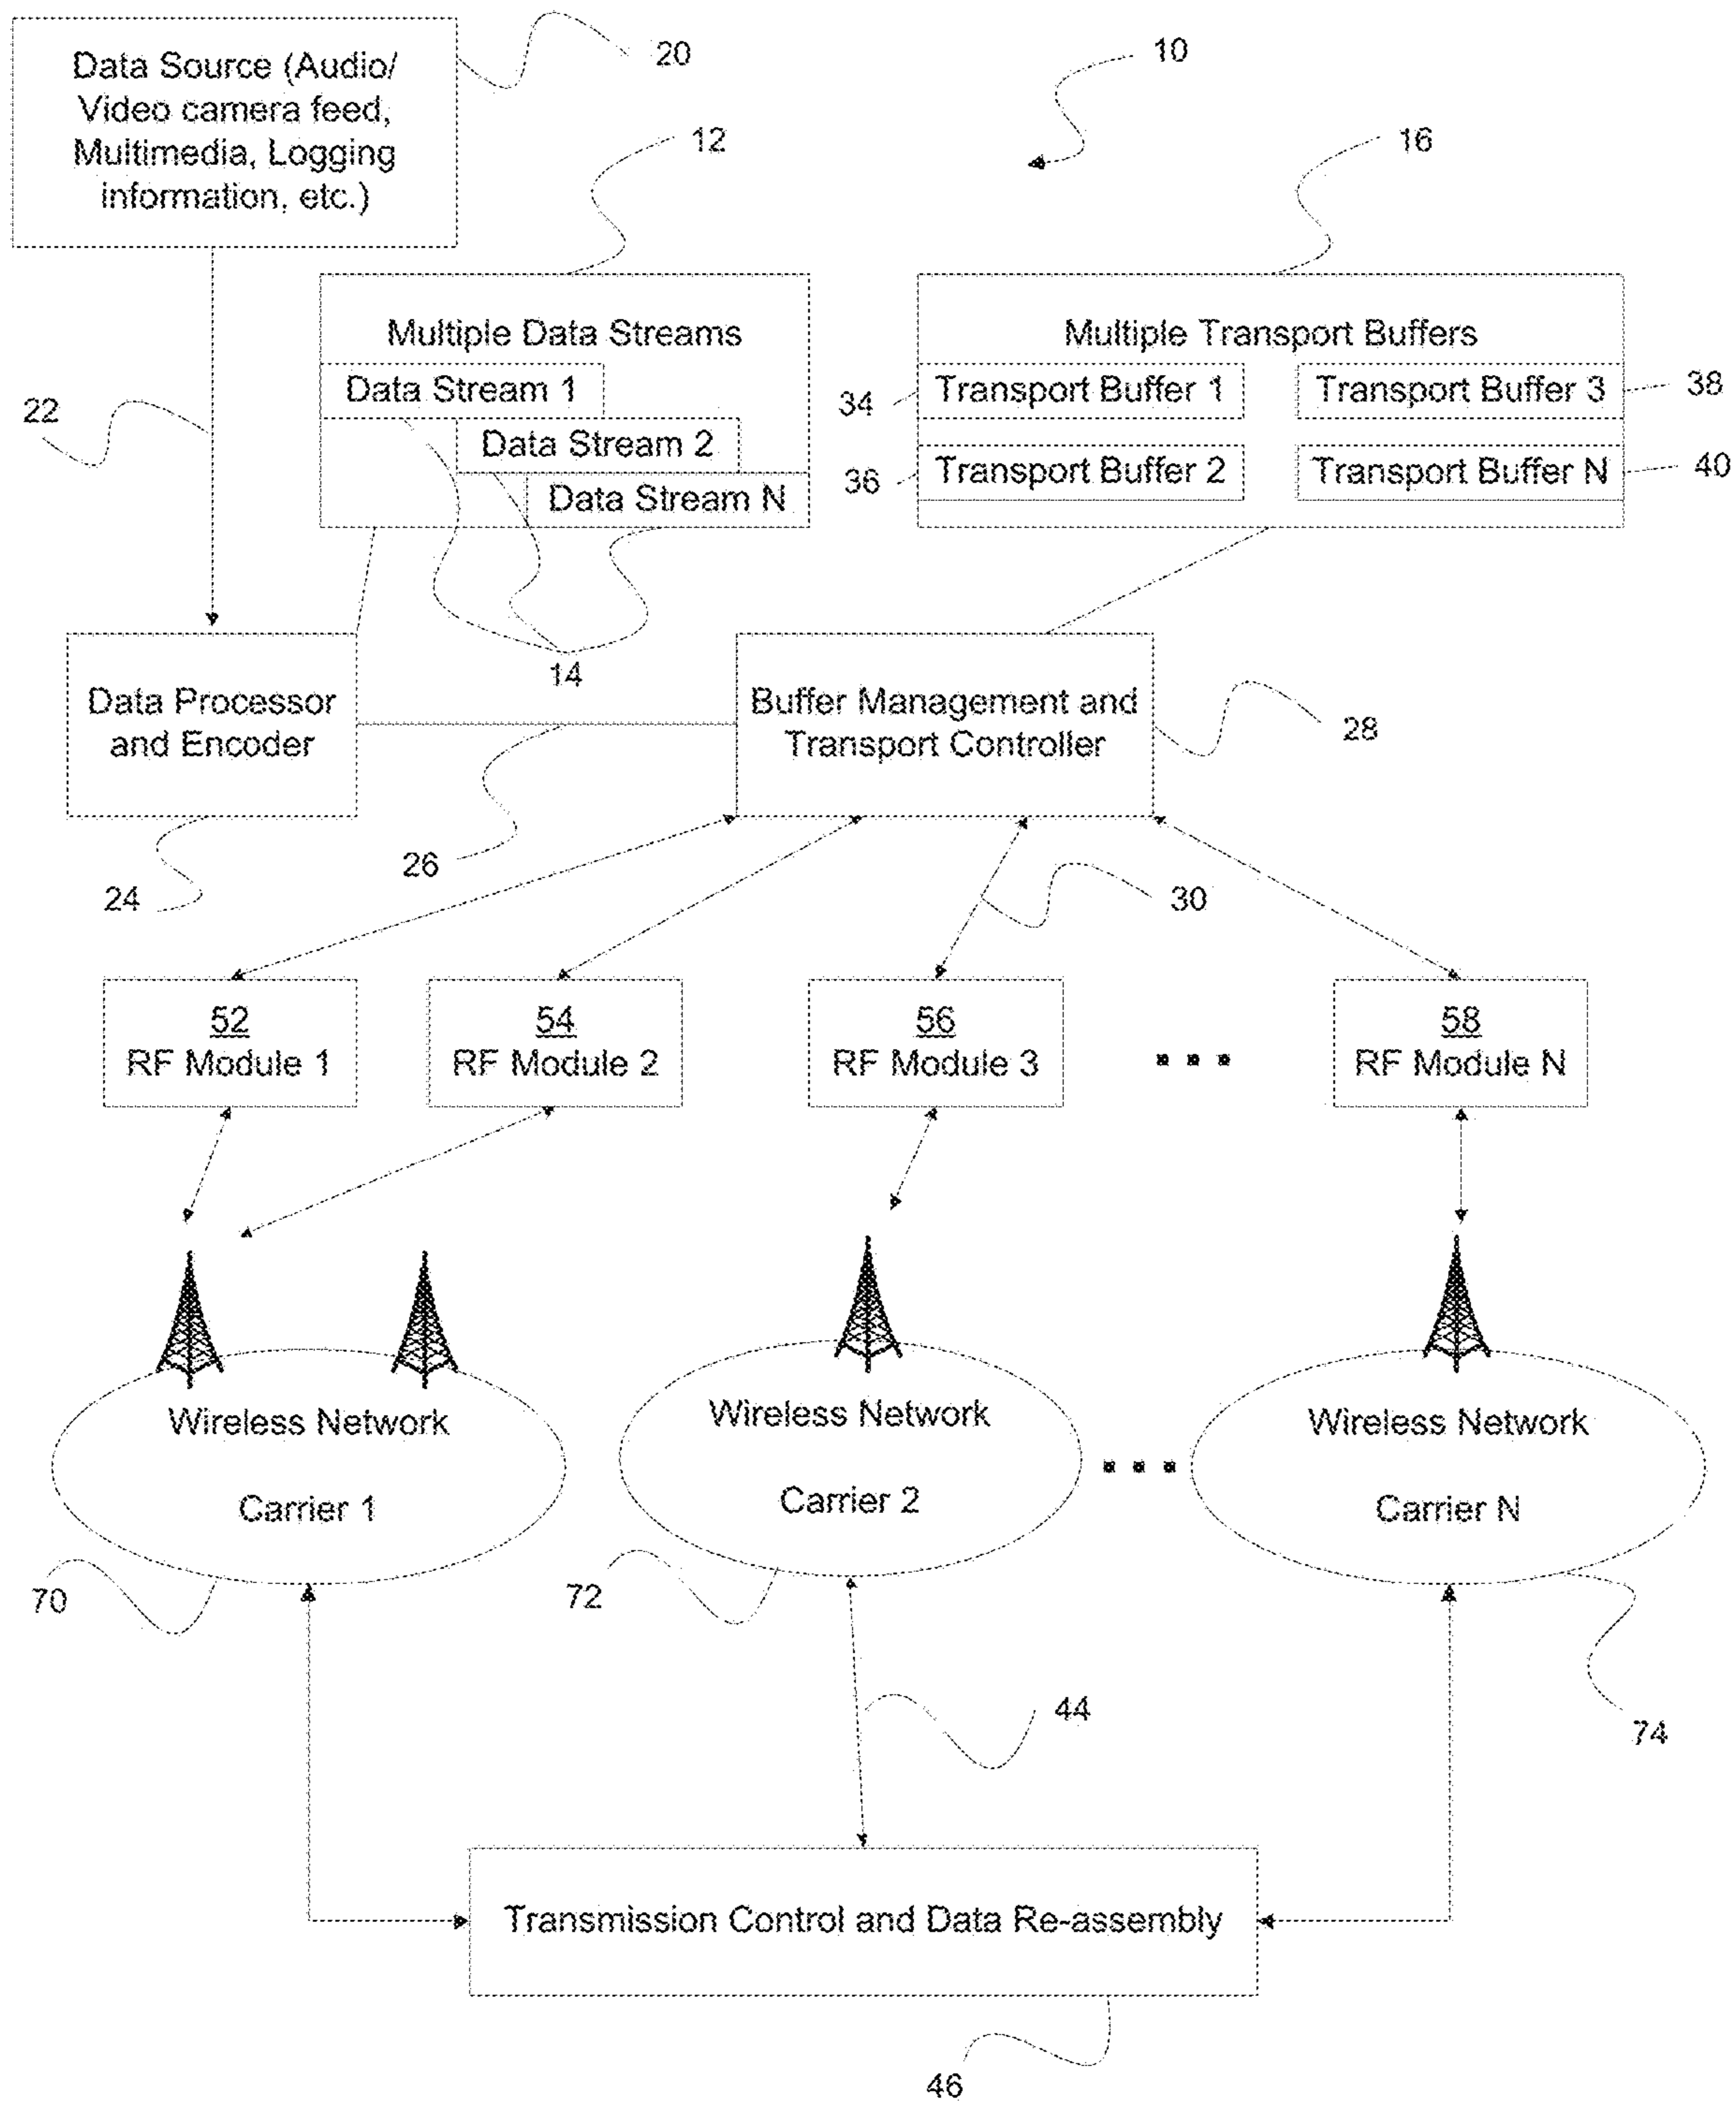 Data Source (Audio/
Video camera feed,
Multimedia, Logging
information, etc.)
20
10
12
16
Multiple Data Streams
Data Stream 1
Data Stream 2
Data Stream N
Multiple Transport Buffers
34
Transport Buffer 1
Transport Buffer 3
38
36
Transport Buffer 2
Transport Buffer N
40
22
14
Data Processor
and Encoder
Buffer Management and
Transport Controller
28
26
24
30
52
RF Module 1
54
RF Module 2
56
RF Module 3
58
RF Module N
Wireless Network
Carrier 1
Wireless Network
Carrier 2
Wireless Network
Carrier N
70
72
44
74
Transmission Control and Data Re-assembly
46